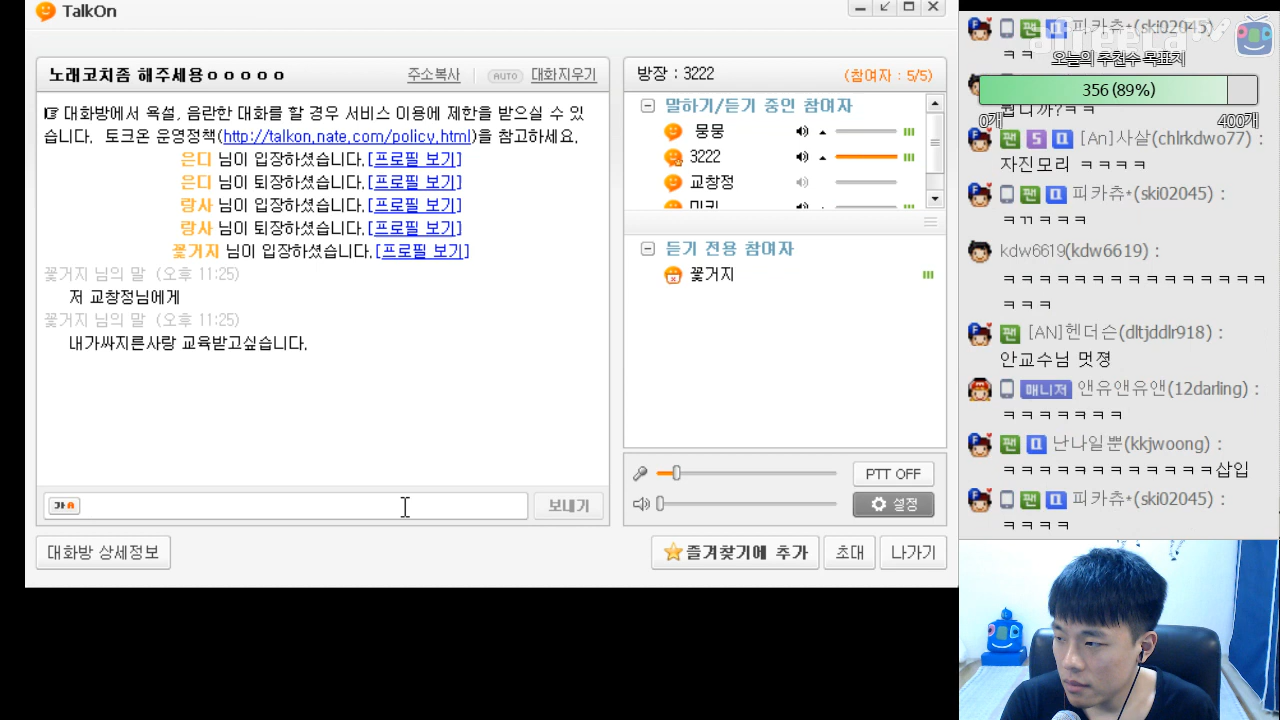 TalkOn
노래코치좀 해주세용ㅇㅇㅇㅇㅇ
주소복사
AUTO
대화지우기
☞ 대화방에서 욕설, 음란한 대화를 할 경우 서비스 이용에 제한을 받으실 수 있
습니다. 토크온 운영정책(http://talkon.nate.com/policy.html)을 참고하세요.
은디 님이 입장하셨습니다.[프로필 보기]
은디 님이 퇴장하셨습니다.[프로필 보기]
랑사 님이 입장하셨습니다.[프로필 보기]
랑사 님이 퇴장하셨습니다.[프로필 보기]
꽃거지 님이 입장하셨습니다.[프로필 보기]
꽃거지 님의 말 (오후 11:25)
저 교창정님에게
꽃거지 님의 말 (오후 11:25)
내가싸지른사랑 교육받고싶습니다.
가A
보내기
대화방 상세정보
방장 : 3222
(참여자 : 5/5)
말하기/듣기 중인 참여자
뭉뭉
3222
교창정
듣기 전용 참여자
꽃거지
PTT OFF
설정
즐겨찾기에 추가
초대
나가기
팬
피카츄*(ski02045)
ㅋㅋ
afreecaTV
오늘의 추천수 목표치
356 (89%)
0개
400개
뭡니까?ㅋㅋ
팬 S [An]사살(chlrkdwo77) :
자진모리 ㅋㅋㅋㅋ
팬 피카츄*(ski02045) :
ㅋㄲㅋㅋㅋ
kdw6619(kdw6619) :
ㅋㅋㅋㅋㅋㅋㅋㅋㅋㅋㅋㅋㅋㅋ
ㅋㅋㅋ
팬 [AN]헨더슨(dltjddlr918) :
안교수님 멋졍
매니저 앤유앤유앤(12darling) :
ㅋㅋㅋㅋㅋㅋㅋ
팬 난나일뿐(kkjwoong) :
ㅋㅋㅋㅋㅋㅋㅋㅋㅋㅋㅋㅋ삽입
팬 피카츄*(ski02045) :
ㅋㅋㅋㅋ